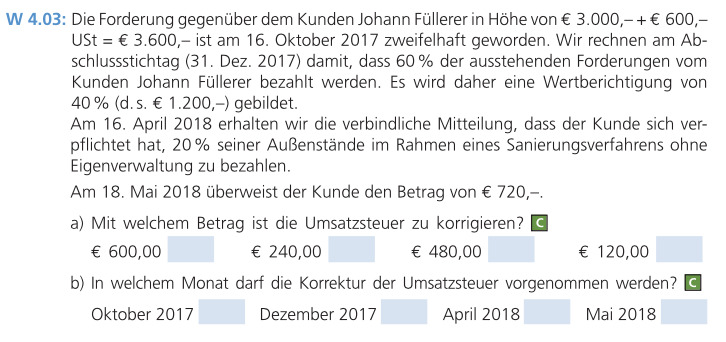 W 4.03: Die Forderung gegenüber dem Kunden Johann Füllerer in Höhe von € 3.000,– + € 600,–
USt = € 3.600,– ist am 16. Oktober 2017 zweifelhaft geworden. Wir rechnen am Ab-
schlussstichtag (31. Dez. 2017) damit, dass 60 % der ausstehenden Forderungen vom
Kunden Johann Füllerer bezahlt werden. Es wird daher eine Wertberichtigung von
40 % (d. s. € 1.200,–) gebildet.
Am 16. April 2018 erhalten wir die verbindliche Mitteilung, dass der Kunde sich ver-
pflichtet hat, 20 % seiner Außenstände im Rahmen eines Sanierungsverfahrens ohne
Eigenverwaltung zu bezahlen.
Am 18. Mai 2018 überweist der Kunde den Betrag von € 720,–.
a) Mit welchem Betrag ist die Umsatzsteuer zu korrigieren? C
€ 600,00 € 240,00 € 480,00 € 120,00
b) In welchem Monat darf die Korrektur der Umsatzsteuer vorgenommen werden? C
Oktober 2017 Dezember 2017 April 2018 Mai 2018